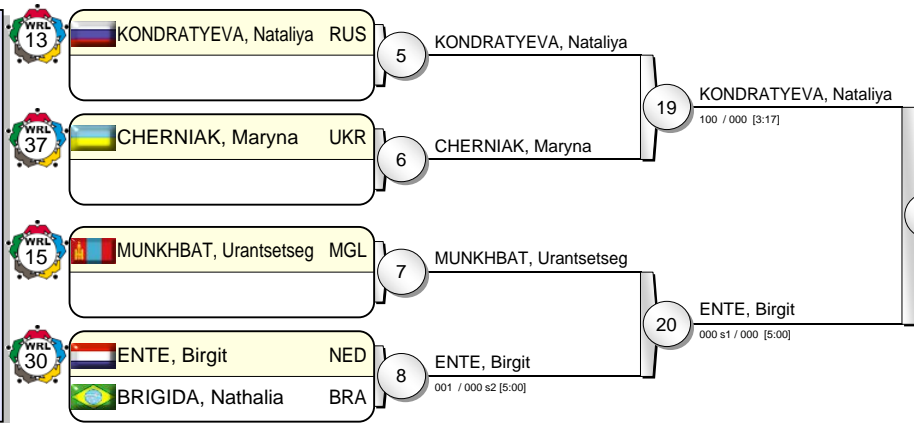 WRL
13
KONDRATYEVA, Nataliya RUS
5
KONDRATYEVA, Nataliya
19
KONDRATYEVA, Nataliya
100 / 000 [3:17]
WRL
37
CHERNIAK, Maryna UKR
6
CHERNIAK, Maryna
WRL
15
MUNKHBAT, Urantsetseg MGL
7
MUNKHBAT, Urantsetseg
20
ENTE, Birgit
000 s1 / 000 [5:00]
WRL
30
ENTE, Birgit NED
8
ENTE, Birgit
001 / 000 s2 [5:00]
BRIGIDA, Nathalia BRA